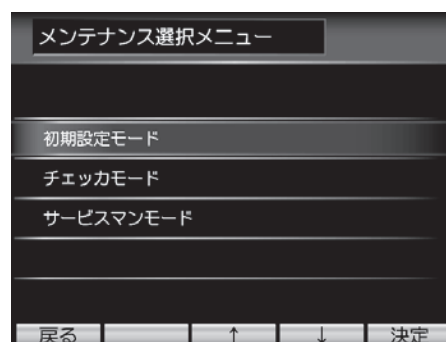 メンテナンス選択メニュー
初期設定モード
チェッカモード
サービスマンモード
戻る ↑ ↓ 決定